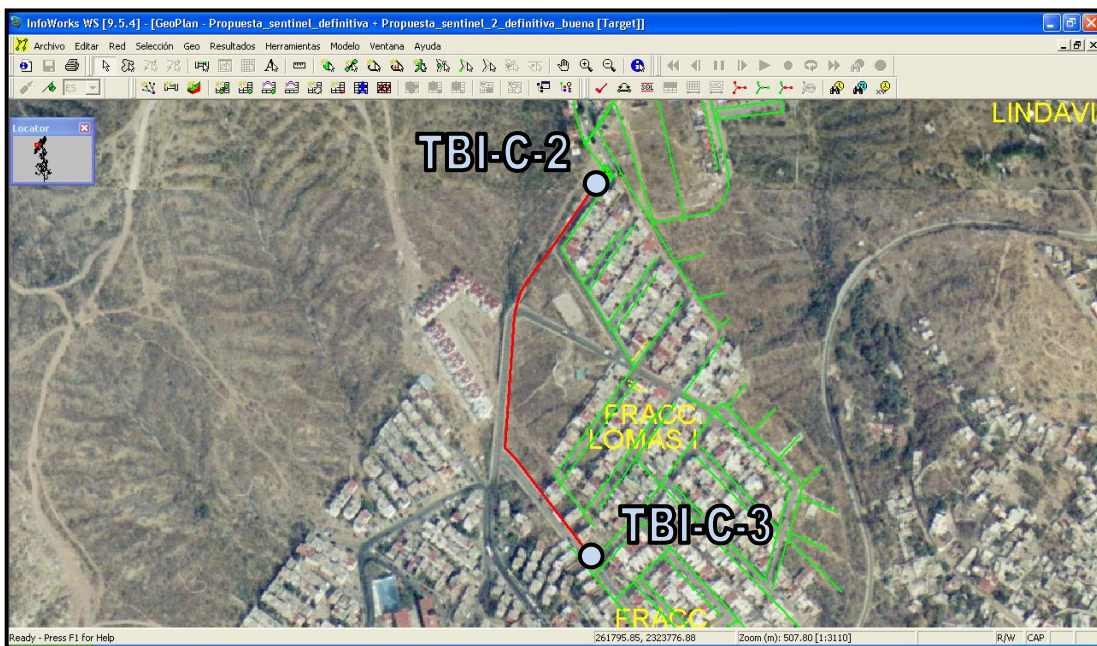 InfoWorks WS [9.5.4] - [GeoPlan - Propuesta_sentinel_definitiva + Propuesta_sentinel_2_definitiva_buena [Target]]
Archivo Editar Red Selección Geo Resultados Herramientas Modelo Ventana Ayuda
ES
SQL
Locator
LINDAVI
TBI-C-2
FRACC.
LOMAS I
TBI-C-3
FRACC
Ready - Press F1 for Help 261795.85, 2323776.88 Zoom (m): 507.80 [1:3110] R/W CAP